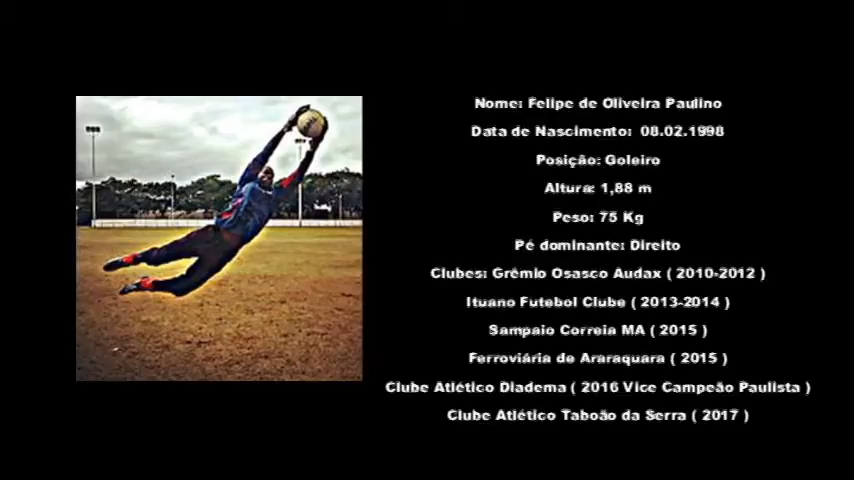 Nome: Felipe de Oliveira Paulino
Data de Nascimento: 08.02.1998
Posição: Goleiro
Altura: 1,88 m
Peso: 75 Kg
Pé dominante: Direito
Clubes: Grêmio Osasco Audax ( 2010-2012 )
Ituano Futebol Clube ( 2013-2014 )
Sampaio Correia MA ( 2015 )
Ferroviária de Araraquara ( 2015 )
Clube Atlético Diadema ( 2016 Vice Campeão Paulista )
Clube Atlético Taboão da Serra ( 2017 )